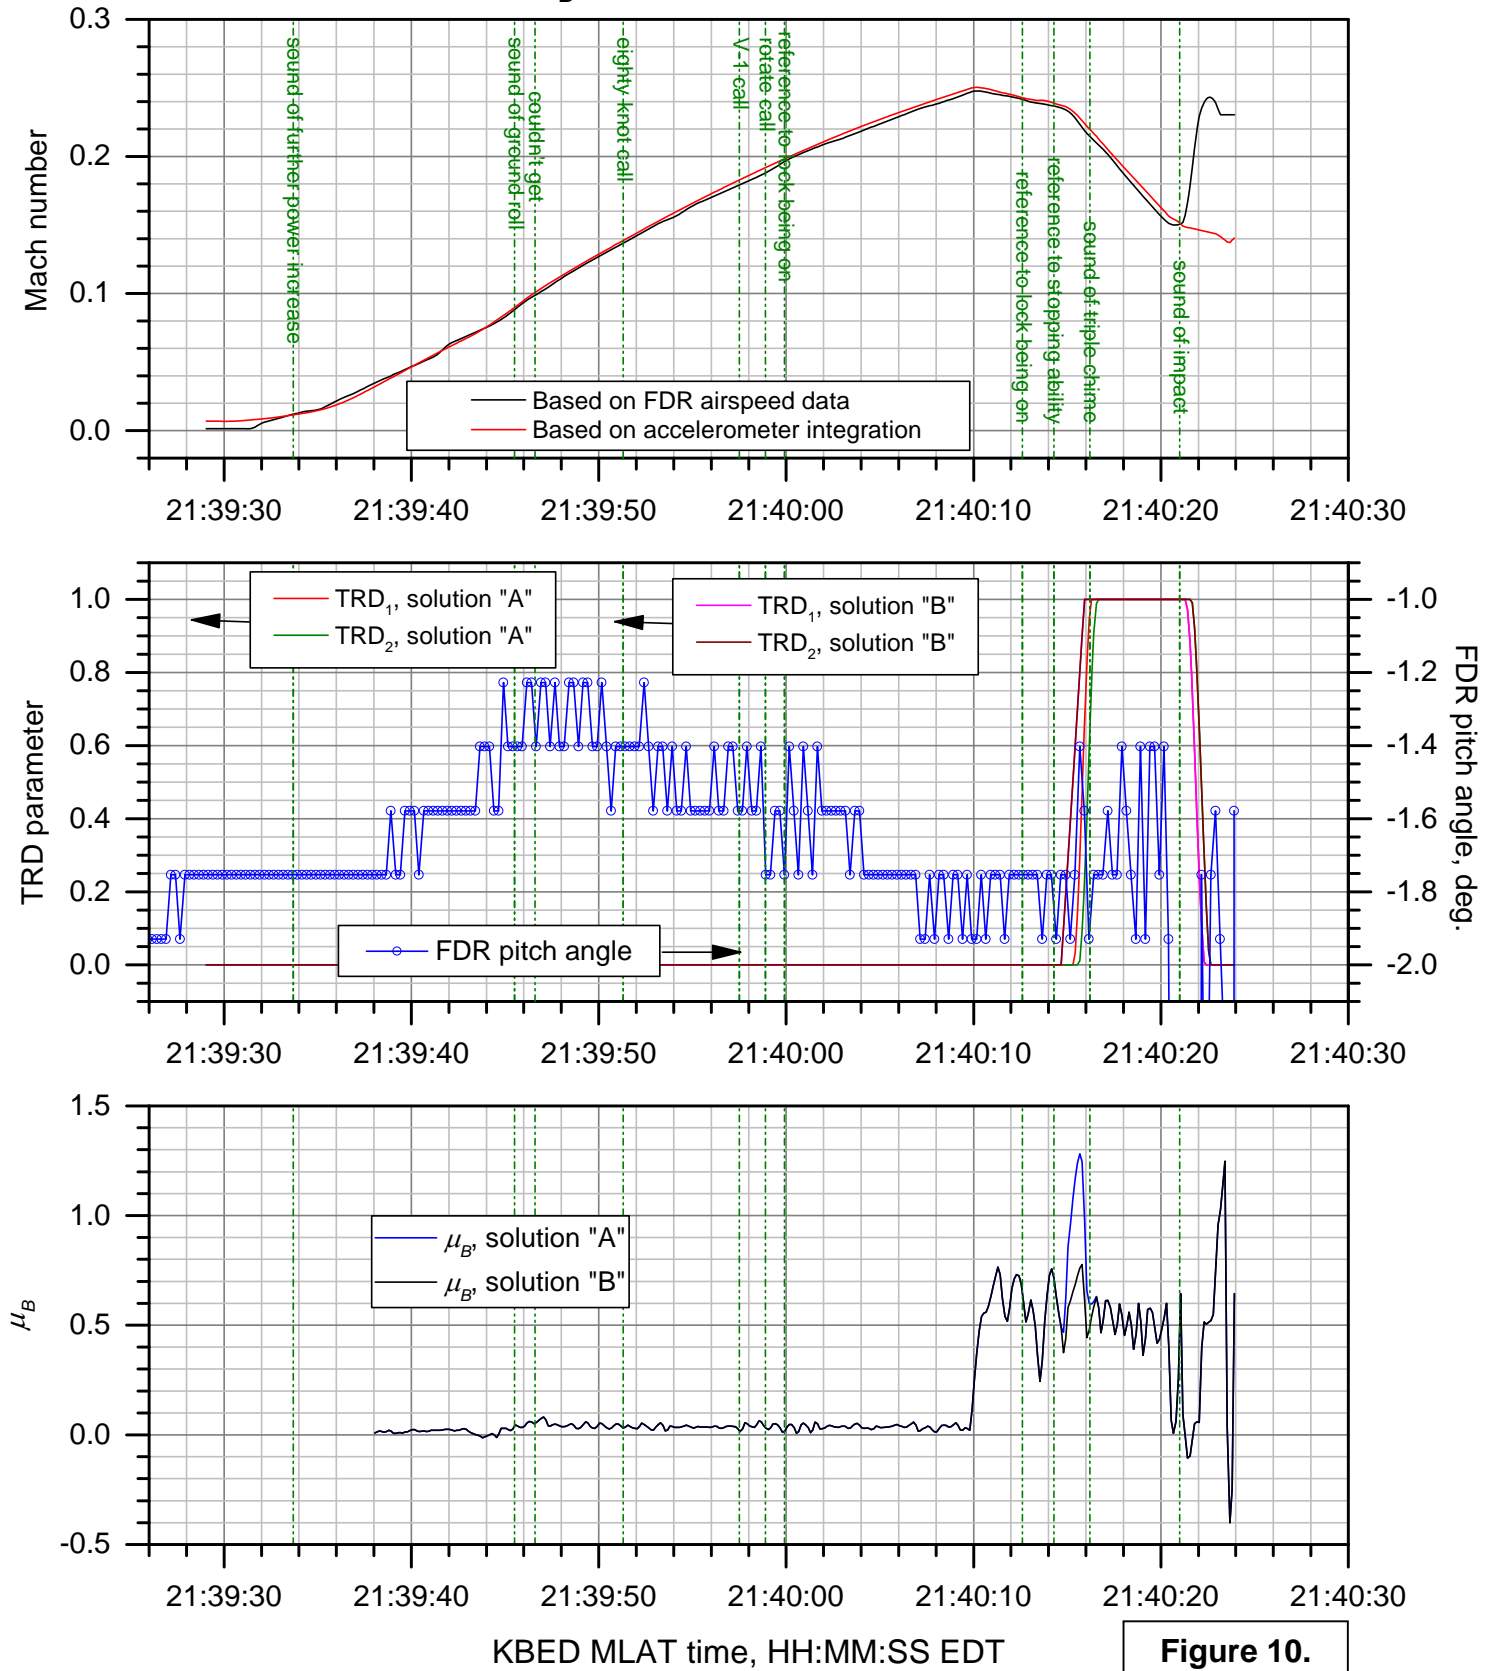 0.3
0.2
0.1
0.0
Mach number
sound of further power increase
sound of ground roll
couldn't get
eighty knot call
V-1 call
rotate call
reference to lock being on
reference to lock being on
reference to stopping ability
sound of triple chime
sound of impact
Based on FDR airspeed data
Based on accelerometer integration
21:39:30 21:39:40 21:39:50 21:40:00 21:40:10 21:40:20 21:40:30
1.0
0.8
0.6
0.4
0.2
0.0
TRD parameter
TRD1, solution "A"
TRD2, solution "A"
TRD1, solution "B"
TRD2, solution "B"
FDR pitch angle
-1.0
-1.2
-1.4
-1.6
-1.8
-2.0
FDR pitch angle, deg.
21:39:30 21:39:40 21:39:50 21:40:00 21:40:10 21:40:20 21:40:30
1.5
1.0
0.5
0.0
-0.5
μB
μB, solution "A"
μB, solution "B"
21:39:30 21:39:40 21:39:50 21:40:00 21:40:10 21:40:20 21:40:30
KBED MLAT time, HH:MM:SS EDT
Figure 10.